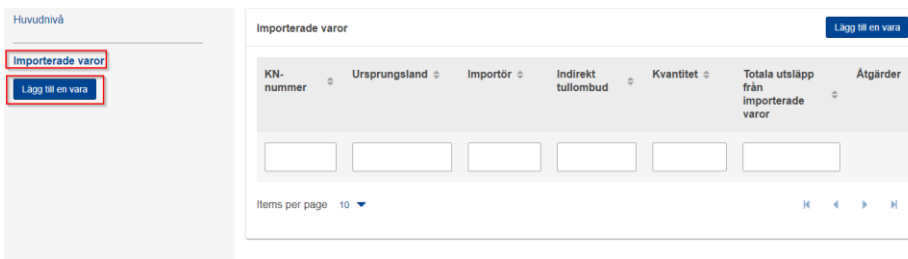 Huvudnivå
Importerade varor
Lägg till en vara
Importerade varor
Lägg till en vara
KN-
nummer
Ursprungsland
Importör
Indirekt
tullombud
Kvantitet
Totala utsläpp
från
importerade
varor
Åtgärder
Items per page 10